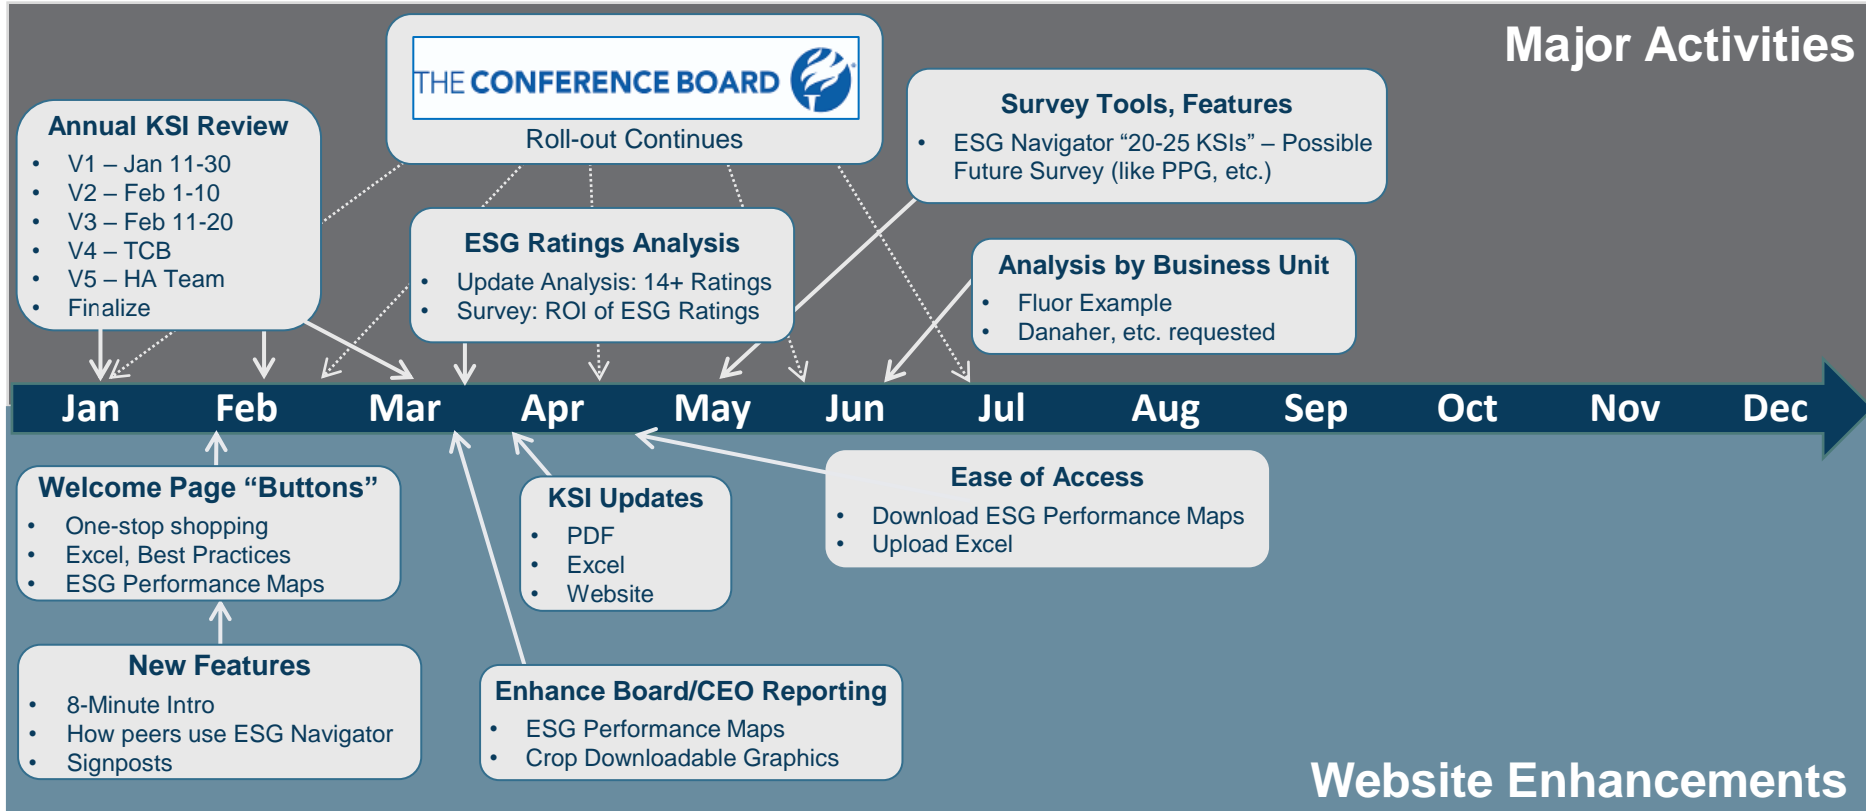 Major Activities
THE CONFERENCE BOARD
Roll-out Continues
Annual KSI Review
• V1 – Jan 11-30
• V2 – Feb 1-10
• V3 – Feb 11-20
• V4 – TCB
• V5 – HA Team
• Finalize
ESG Ratings Analysis
• Update Analysis: 14+ Ratings
• Survey: ROI of ESG Ratings
Survey Tools, Features
• ESG Navigator “20-25 KSIs” – Possible
Future Survey (like PPG, etc.)
Analysis by Business Unit
• Fluor Example
• Danaher, etc. requested
Jan Feb Mar Apr May Jun Jul Aug Sep Oct Nov Dec
Welcome Page “Buttons”
• One-stop shopping
• Excel, Best Practices
• ESG Performance Maps
New Features
• 8-Minute Intro
• How peers use ESG Navigator
• Signposts
KSI Updates
• PDF
• Excel
• Website
Enhance Board/CEO Reporting
• ESG Performance Maps
• Crop Downloadable Graphics
Ease of Access
• Download ESG Performance Maps
• Upload Excel
Website Enhancements